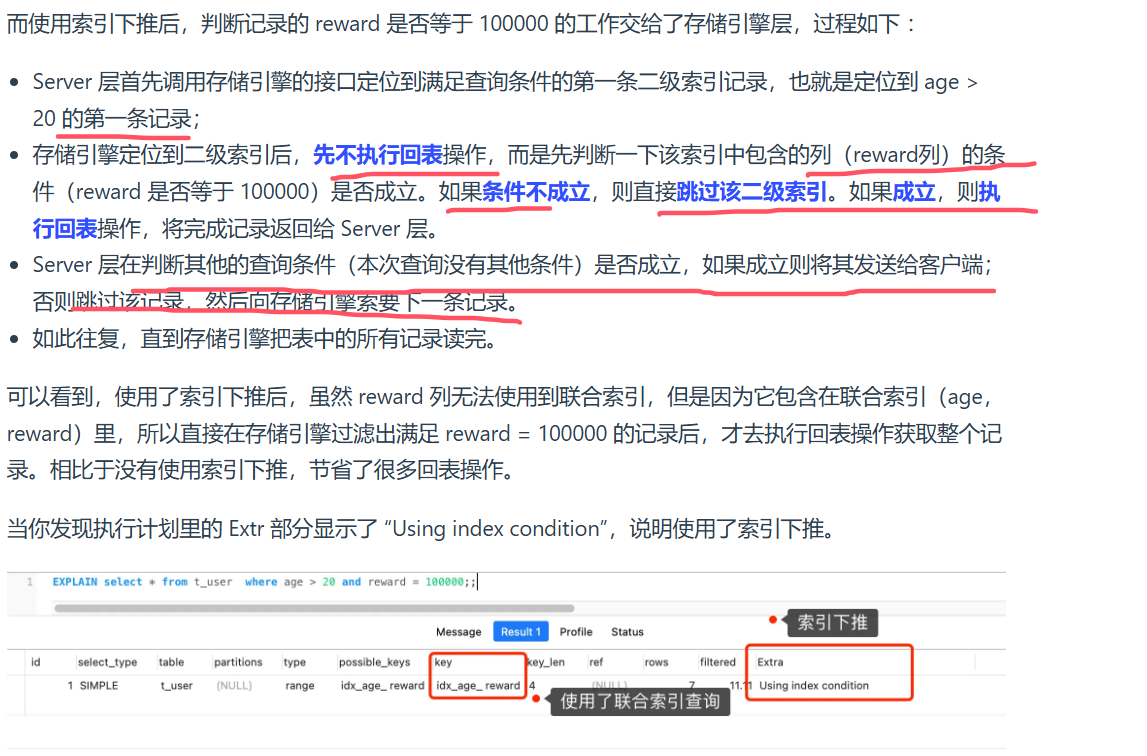 而使用索引下推后，判断记录的 reward 是否等于 100000 的工作交给了存储引擎层，过程如下 ：
Server 层首先调用存储引擎的接口定位到满足查询条件的第一条二级索引记录，也就是定位到 age >
20 的第一条记录；
存储引擎定位到二级索引后，先不执行回表操作，而是先判断一下该索引中包含的列（reward列）的条
件（reward 是否等于 100000）是否成立。如果条件不成立，则直接跳过该二级索引。如果成立，则执
行回表操作，将完成记录返回给 Server 层。
Server 层在判断其他的查询条件（本次查询没有其他条件）是否成立，如果成立则将其发送给客户端；
否则跳过该记录，然后向存储引擎索要下一条记录。
如此往复，直到存储引擎把表中的所有记录读完。
可以看到，使用了索引下推后，虽然 reward 列无法使用到联合索引，但是因为它包含在联合索引（age，
reward）里，所以直接在存储引擎过滤出满足 reward = 100000 的记录后，才去执行回表操作获取整个记
录。相比于没有使用索引下推，节省了很多回表操作。
当你发现执行计划里的 Extr 部分显示了 “Using index condition”，说明使用了索引下推。
1 EXPLAIN select * from t_user where age > 20 and reward = 100000;;
索引下推
Message Result 1 Profile Status
id select_type table partitions type possible_keys key key_len ref rows filtered Extra
1 SIMPLE t_user (NULL) range idx_age_ reward idx_age_ reward 4 (NULL) 7 11.11 Using index condition
使用了联合索引查询